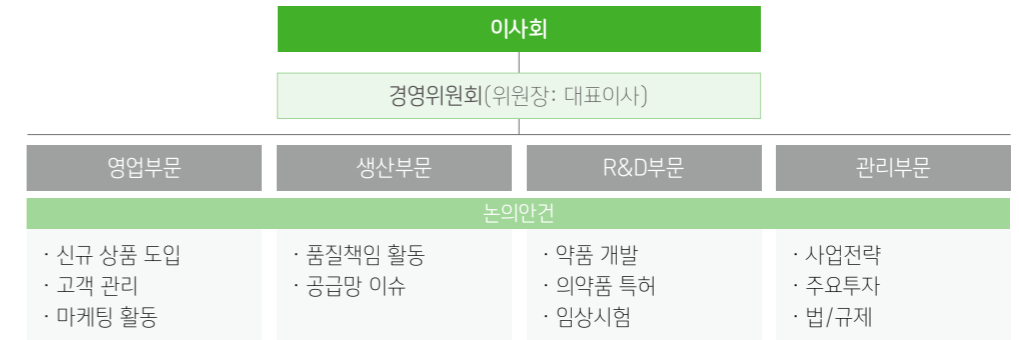 이사회
경영위원회(위원장: 대표이사)
영업부문
생산부문
R&D부문
관리부문
논의안건
· 신규 상품 도입
· 고객 관리
· 마케팅 활동
· 품질책임 활동
· 공급망 이슈
· 약품 개발
· 의약품 특허
· 임상시험
· 사업전략
· 주요투자
· 법/규제